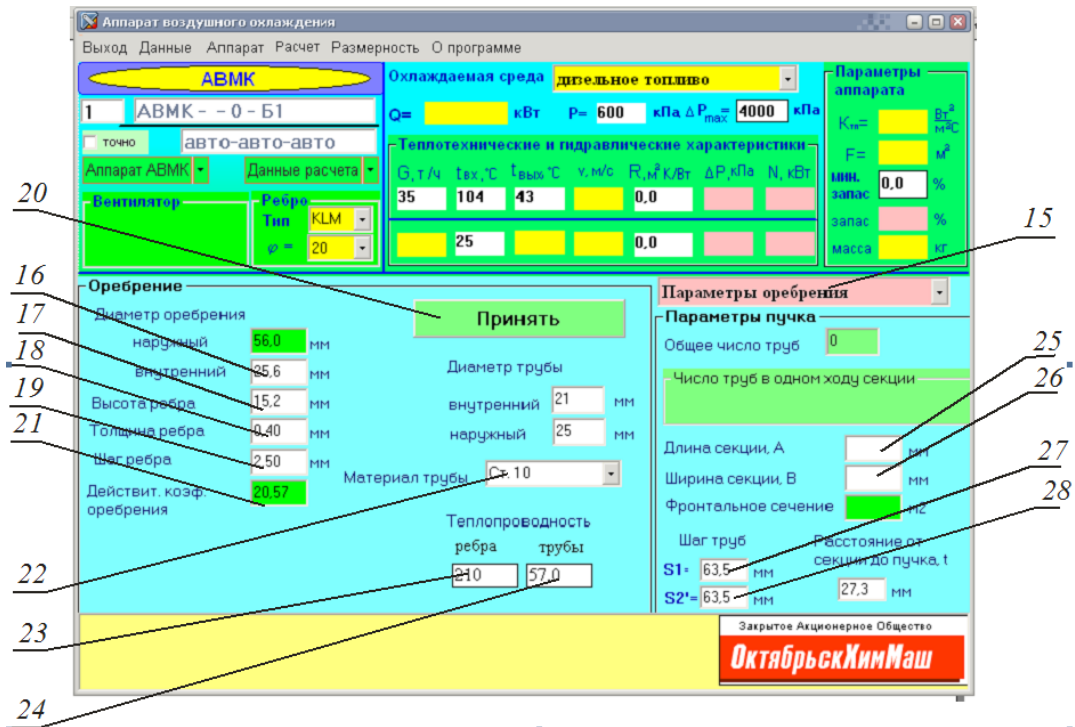 Аппарат воздушного охлаждения
Выход Данные Аппарат Расчет Размерность О программе
АВМК
Охлаждаемая среда дизельное топливо
Параметры аппарата
1 АВМК - - 0 - Б1
Q= кВт P= 600 кПа Δ Pmax= 4000 кПа
Kтп= Вт²/м²С
точно авто-авто-авто
Теплотехнические и гидравлические характеристики
F= м²
Аппарат АВМК Данные расчета
G,т/ч tвх,°С tвых°С v,м/с R,м²К/Вт ΔP,кПа N,кВт
мин. запас 0,0 %
20
Вентилятор
Ребро
Тип KLM
35 104 43 0,0
запас %
15
φ = 20
25 0,0
масса кг
16
Оребрение
Параметры оребрения
17
Диаметр оребрения
Принять
Параметры пучка
наружный 56,0 мм
Общее число труб 0
25
18
внутренний 25,6 мм
Диаметр трубы
Число труб в одном ходу секции
26
19
Высота ребра 15,2 мм
внутренний 21 мм
21
Толщина ребра 0,40 мм
наружный 25 мм
Длина секции, А мм
27
Шаг ребра 2,50 мм
Материал трубы Ст. 10
Ширина секции, В мм
28
Действит. коэф. оребрения 20,57
Фронтальное сечение м2
Теплопроводность
Шаг труб
Расстояние от секции до пучка, t
22
ребра трубы
S1= 63,5 мм
210 57,0
S2'= 63,5 мм
27,3 мм
23
Закрытое Акционерное Общество
ОктябрьскХимМаш
24